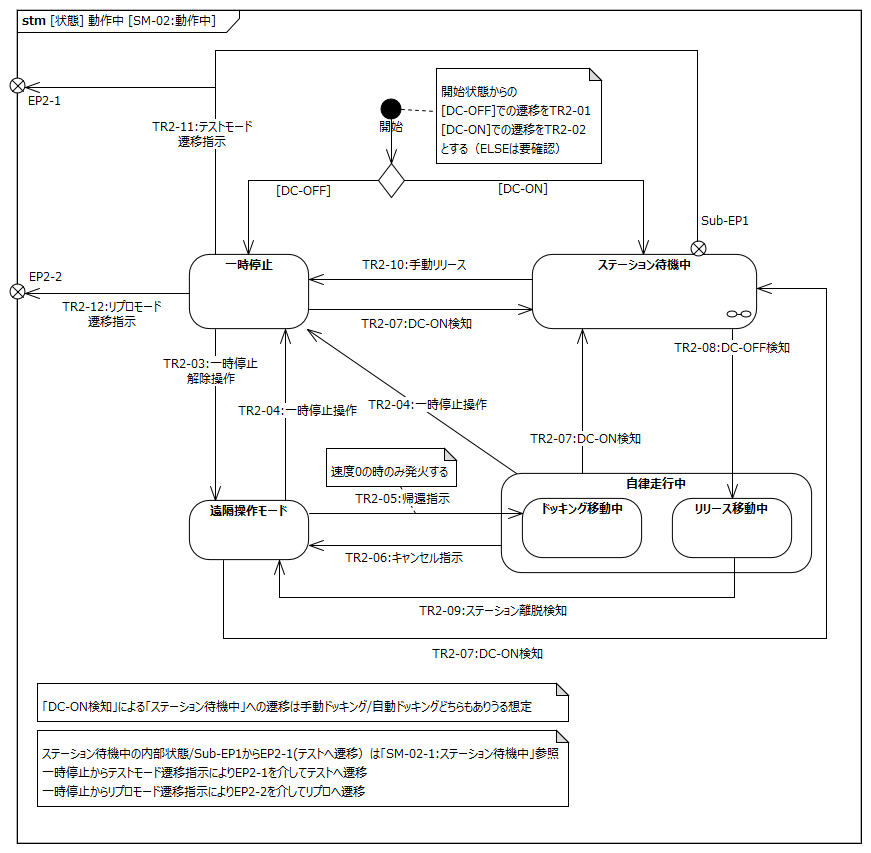 stm [状態] 動作中 [SM-02:動作中]
EP2-1
開始状態からの
[DC-OFF]での遷移をTR2-01
[DC-ON]での遷移をTR2-02
とする（ELSEは要確認）
開始
TR2-11:テストモード
遷移指示
[DC-OFF]
[DC-ON]
Sub-EP1
EP2-2
一時停止
ステーション待機中
TR2-10:手動リリース
TR2-12:リプロモード
遷移指示
TR2-07:DC-ON検知
TR2-08:DC-OFF検知
TR2-03:一時停止
解除操作
TR2-04:一時停止操作
TR2-04:一時停止操作
TR2-07:DC-ON検知
速度0の時のみ発火する
自律走行中
TR2-05:帰還指示
遠隔操作モード
ドッキング移動中
リリース移動中
TR2-06:キャンセル指示
TR2-09:ステーション離脱検知
TR2-07:DC-ON検知
「DC-ON検知」による「ステーション待機中」への遷移は手動ドッキング/自動ドッキングどちらもありうる想定
ステーション待機中の内部状態/Sub-EP1からEP2-1(テストへ遷移）は「SM-02-1:ステーション待機中」参照
一時停止からテストモード遷移指示によりEP2-1を介してテストへ遷移
一時停止からリプロモード遷移指示によりEP2-2を介してリプロへ遷移